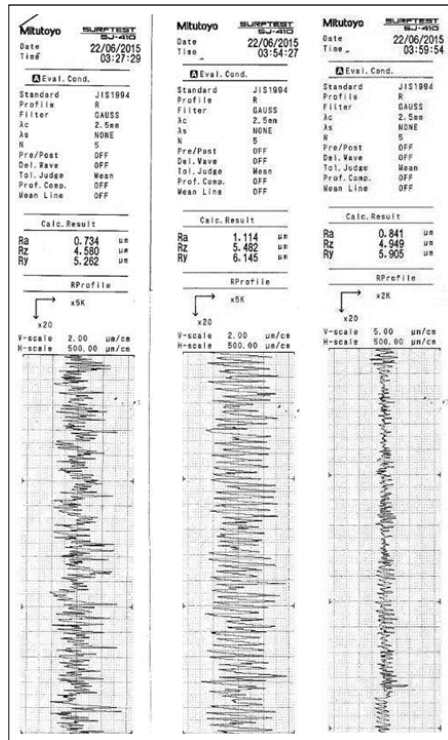 Mitutoyo SURFTEST
SJ-410
Date 22/06/2015
Time 03:27:29
A Eval. Cond.
Standard JIS1994
Profile R
Filter GAUSS
λc 2.5mm
λs NONE
N 5
Pre/Post OFF
Del. Wave OFF
Tol. Judge Mean
Prof. Comp. OFF
Mean Line OFF
Calc. Result
Ra 0.734 μm
Rz 4.580 μm
Ry 5.262 μm
RProfile
x5K
x20
V-scale 2.00 μm/cm
H-scale 500.00 μm/cm
Mitutoyo SURFTEST
SJ-410
Date 22/06/2015
Time 03:54:27
A Eval. Cond.
Standard JIS1994
Profile R
Filter GAUSS
λc 2.5mm
λs NONE
N 5
Pre/Post OFF
Del. Wave OFF
Tol. Judge Mean
Prof. Comp. OFF
Mean Line OFF
Calc. Result
Ra 1.114 μm
Rz 5.482 μm
Ry 6.145 μm
RProfile
x5K
x20
V-scale 2.00 μm/cm
H-scale 500.00 μm/cm
Mitutoyo SURFTEST
SJ-410
Date 22/06/2015
Time 03:59:54
A Eval. Cond.
Standard JIS1994
Profile R
Filter GAUSS
λc 2.5mm
λs NONE
N 5
Pre/Post OFF
Del. Wave OFF
Tol. Judge Mean
Prof. Comp. OFF
Mean Line OFF
Calc. Result
Ra 0.841 μm
Rz 4.949 μm
Ry 5.905 μm
RProfile
x2K
x20
V-scale 5.00 μm/cm
H-scale 500.00 μm/cm